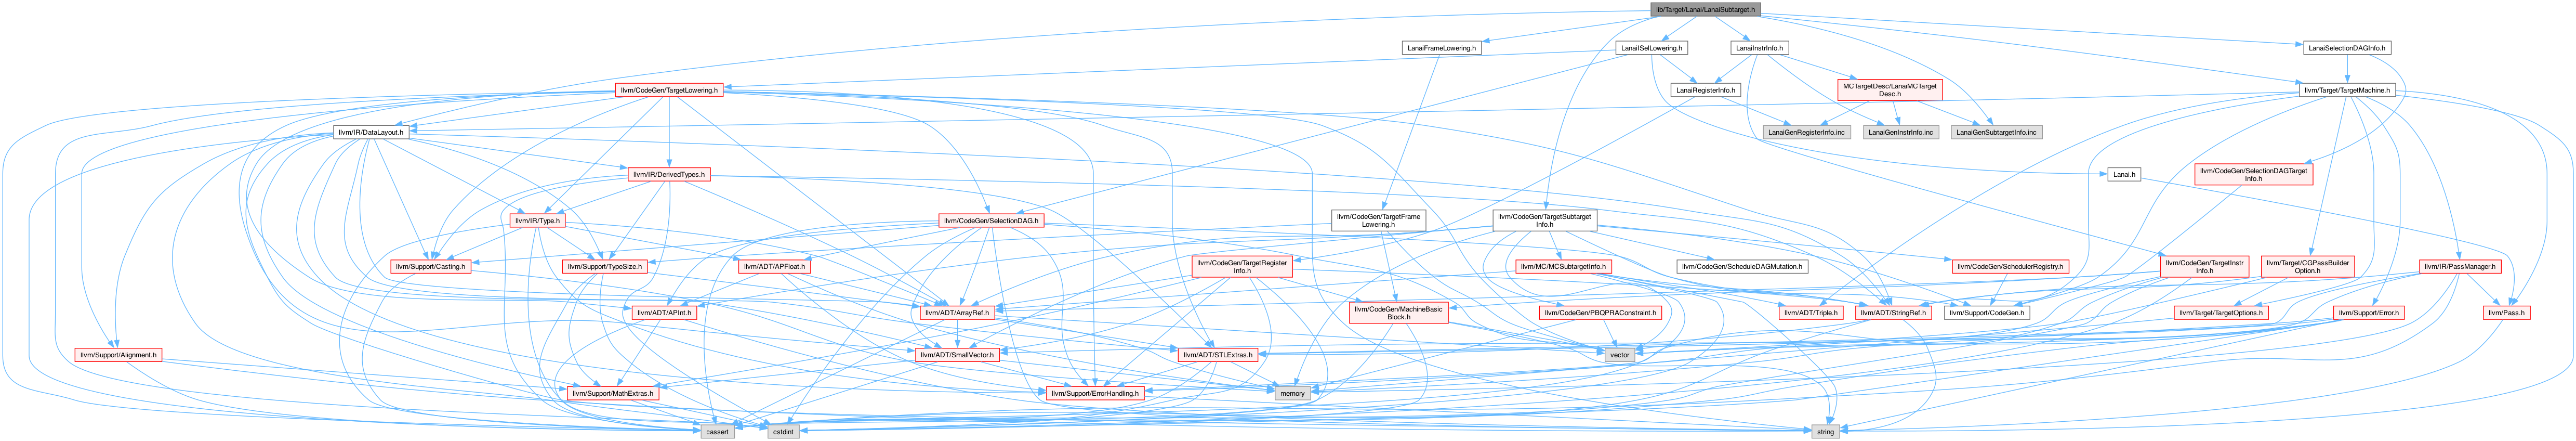 lib/Target/Lanai/LanaiSubtarget.h
LanaiFrameLowering.h
LanaiISelLowering.h
LanaiInstrInfo.h
LanaiSelectionDAGInfo.h
llvm/CodeGen/TargetLowering.h
LanaiRegisterInfo.h
MCTargetDesc/LanaiMCTarget
Desc.h
llvm/Target/TargetMachine.h
llvm/IR/DataLayout.h
LanaiGenRegisterInfo.inc
LanaiGenInstrInfo.inc
LanaiGenSubtargetInfo.inc
llvm/IR/DerivedTypes.h
Lanai.h
llvm/CodeGen/SelectionDAGTarget
Info.h
llvm/IR/Type.h
llvm/CodeGen/SelectionDAG.h
llvm/CodeGen/TargetFrame
Lowering.h
llvm/CodeGen/TargetSubtarget
Info.h
llvm/Support/Casting.h
llvm/Support/TypeSize.h
llvm/ADT/APFloat.h
llvm/CodeGen/TargetRegister
Info.h
llvm/MC/MCSubtargetInfo.h
llvm/CodeGen/ScheduleDAGMutation.h
llvm/CodeGen/SchedulerRegistry.h
llvm/CodeGen/TargetInstr
Info.h
llvm/Target/CGPassBuilder
Option.h
llvm/IR/PassManager.h
llvm/ADT/APInt.h
llvm/ADT/ArrayRef.h
llvm/CodeGen/MachineBasic
Block.h
llvm/CodeGen/PBQPRAConstraint.h
llvm/ADT/Triple.h
llvm/ADT/StringRef.h
llvm/Support/CodeGen.h
llvm/Target/TargetOptions.h
llvm/Support/Error.h
llvm/Pass.h
llvm/Support/Alignment.h
llvm/ADT/SmallVector.h
llvm/ADT/STLExtras.h
vector
llvm/Support/MathExtras.h
llvm/Support/ErrorHandling.h
memory
cassert
cstdint
string